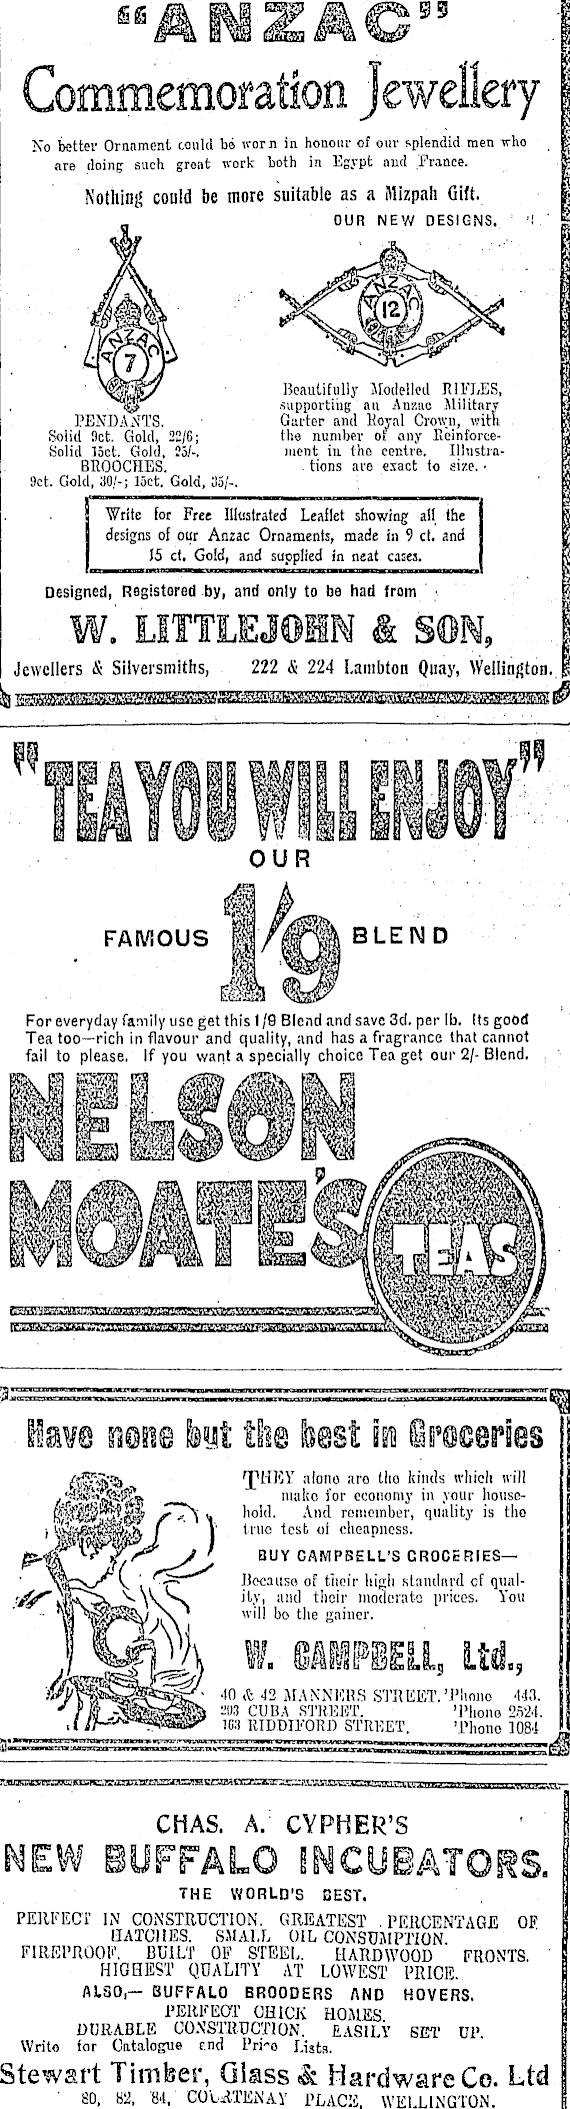 "ANZAC"
Commemoration Jewellery
No better Ornament could be worn in honour of our splendid men who
are doing such great work both in Egypt and France.
Nothing could be more suitable as a Mizpah Gift.
OUR NEW DESIGNS.
ANZAC
7
ANZAC
12
PENDANTS.
Solid 9ct. Gold, 22/6;
Solid 15ct. Gold, 25/-.
BROOCHES.
9ct. Gold, 30/-; 15ct. Gold, 35/-.
Beautifully Modelled RIFLES,
supporting an Anzac Military
Garter and Royal Crown, with
the number of any Reinforce-
ment in the centre. Illustra-
tions are exact to size.
Write for Free Illustrated Leaflet showing all the
designs of our Anzac Ornaments, made in 9 ct. and
15 ct. Gold, and supplied in neat cases.
Designed, Registered by, and only to be had from
W. LITTLEJOHN & SON,
Jewellers & Silversmiths, 222 & 224 Lambton Quay, Wellington.
"TEA YOU WILL ENJOY"
OUR
FAMOUS 1/9 BLEND
For everyday family use get this 1/9 Blend and save 3d. per lb. Its good
Tea too—rich in flavour and quality, and has a fragrance that cannot
fail to please. If you want a specially choice Tea get our 2/- Blend.
NELSON
MOATE'S
TEAS
Have none but the best in Groceries
THEY alone are the kinds which will
make for economy in your house-
hold. And remember, quality is the
true test of cheapness.
BUY CAMPBELL'S GROCERIES—
Because of their high standard of qual-
ity, and their moderate prices. You
will be the gainer.
W. CAMPBELL, Ltd.,
40 & 42 MANNERS STREET. 'Phone 443.
203 CUBA STREET. 'Phone 2524.
163 RIDDIFORD STREET. 'Phone 1084
CHAS. A. CYPHER'S
NEW BUFFALO INCUBATORS.
THE WORLD'S BEST.
PERFECT IN CONSTRUCTION. GREATEST PERCENTAGE OF
HATCHES. SMALL OIL CONSUMPTION.
FIREPROOF. BUILT OF STEEL. HARDWOOD FRONTS.
HIGHEST QUALITY AT LOWEST PRICE.
ALSO,— BUFFALO BROODERS AND HOVERS.
PERFECT CHICK HOMES.
DURABLE CONSTRUCTION. EASILY SET UP.
Write for Catalogue and Price Lists.
Stewart Timber, Glass & Hardware Co. Ltd
80, 82, 84, COURTENAY PLACE, WELLINGTON.